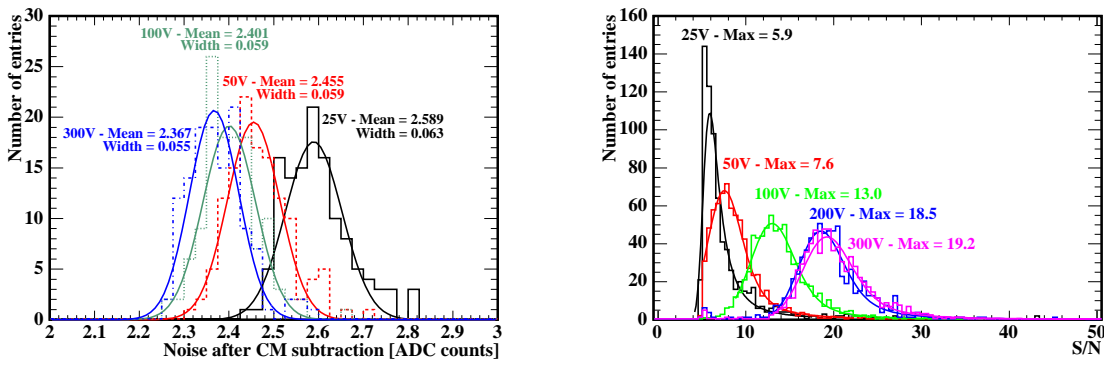 Number of entries
30
25
20
15
10
5
0
100V - Mean = 2.401
Width = 0.059
50V - Mean = 2.455
Width = 0.059
25V - Mean = 2.589
Width = 0.063
300V - Mean = 2.367
Width = 0.055
2 2.1 2.2 2.3 2.4 2.5 2.6 2.7 2.8 2.9 3
Noise after CM subtraction [ADC counts]
Number of entries
160
140
120
100
80
60
40
20
0
25V - Max = 5.9
50V - Max = 7.6
100V - Max = 13.0
200V - Max = 18.5
300V - Max = 19.2
0 10 20 30 40 50
S/N